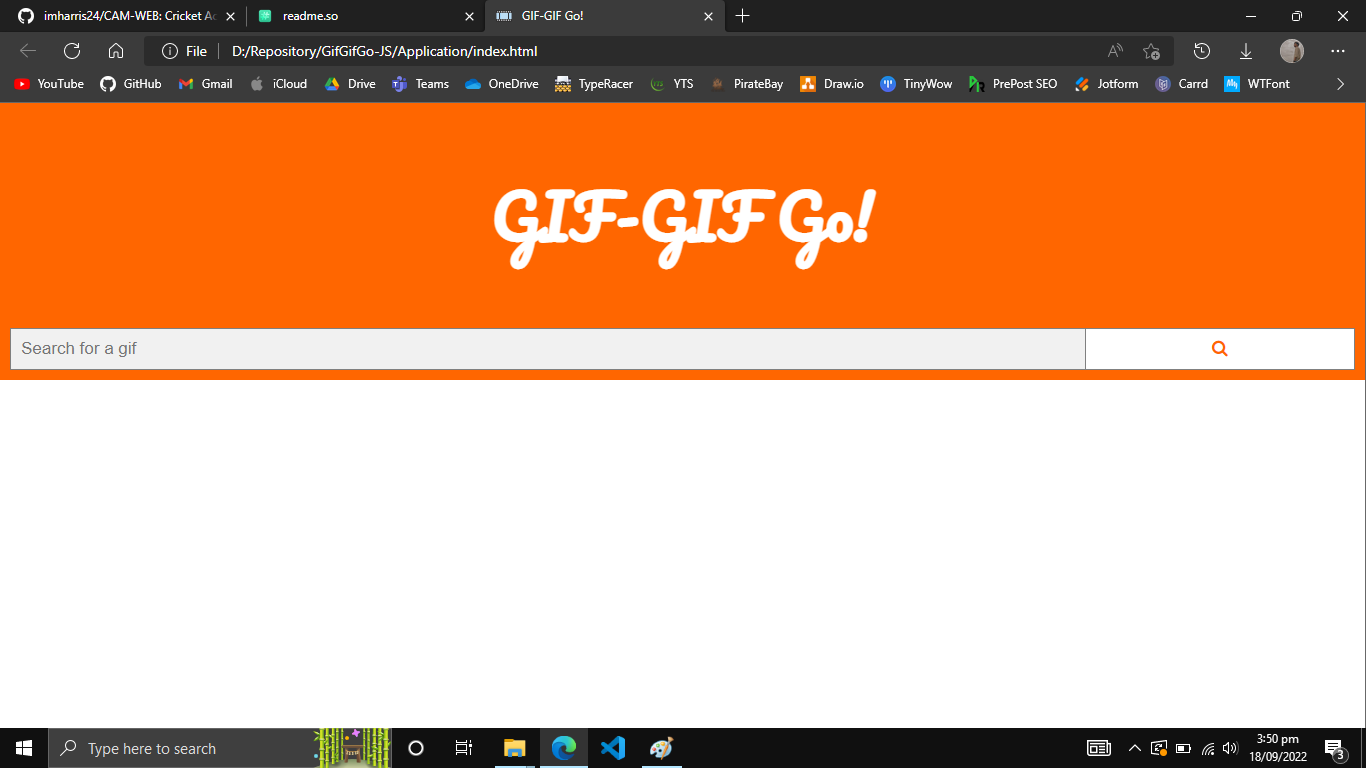 imharris24/CAM-WEB: Cricket Ac
readme.so
GIF-GIF Go!
File
D:/Repository/GifGifGo-JS/Application/index.html
YouTube
GitHub
Gmail
iCloud
Drive
Teams
OneDrive
TypeRacer
YTS
PirateBay
Draw.io
TinyWow
PrePost SEO
Jotform
Carrd
WTFont
GIF-GIF Go!
Search for a gif
Type here to search
3:50 pm
18/09/2022
3